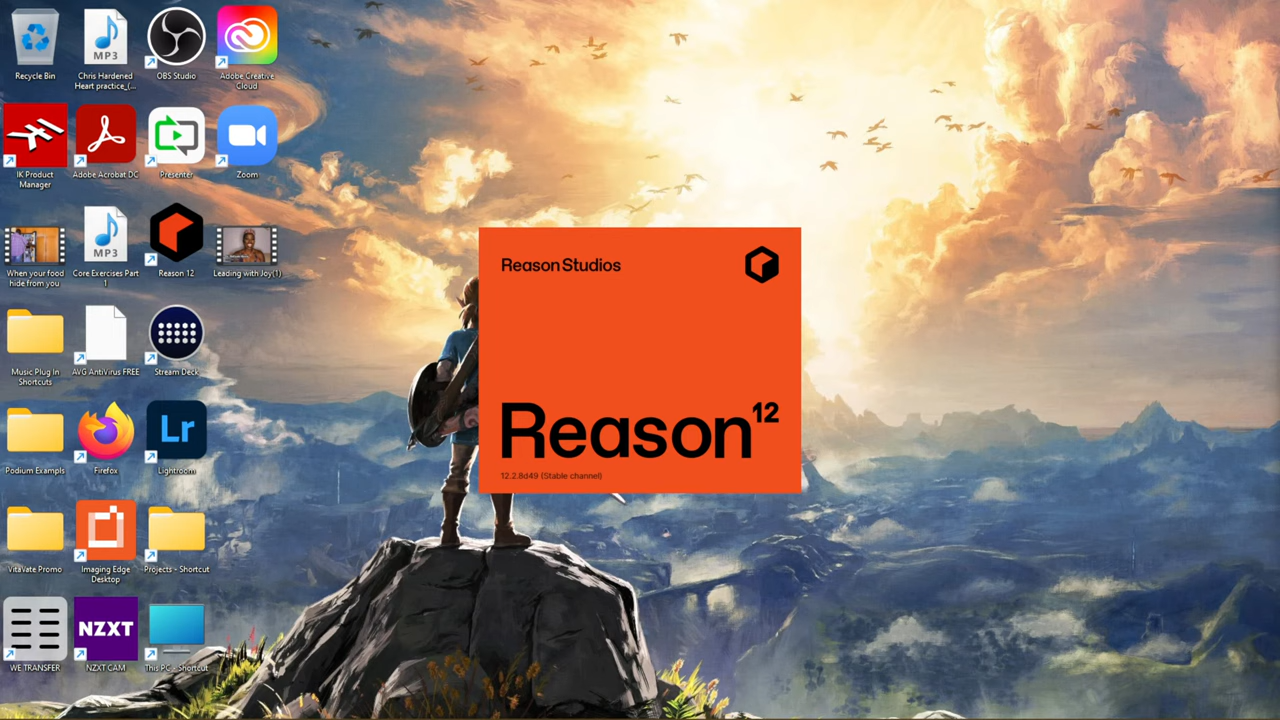 Recycle Bin
MP3
Chris Hardened
Heart practice_(...
OBS Studio
Adobe Creative
Cloud
IK Product
Manager
Adobe Acrobat DC
Presenter
Zoom
When your food
hide from you
MP3
Core Exercises Part
1
Reason 12
Leading with Joy(1)
Reason Studios
Reason12
12.2.8d49 (Stable channel)
Music Plug In
Shortcuts
AVG AntiVirus FREE
Stream Deck
Podium Exampls
Firefox
Lr
Lightroom
VitaVate Promo
Imaging Edge
Desktop
Projects - Shortcut
WE TRANSFER
NZXT
NZXT CAM
This PC - Shortcut